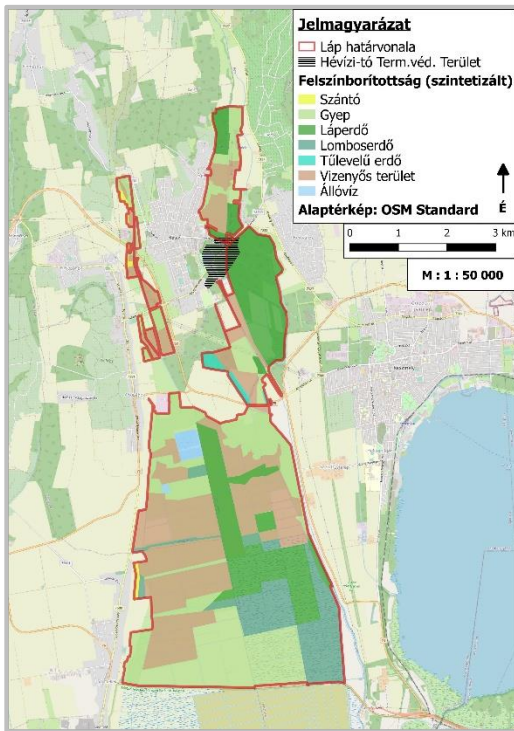 Jelmagyarázat
Láp határvonala
Hévízi-tó Term.véd. Terület
Felszínborítottság (szintetizált)
Szántó
Gyep
Láperdő
Lomboserdő
Tűlevelű erdő
Vizenyős terület
Állóvíz
Alaptérkép: OSM Standard
É
0 1 2 3 km
M : 1 : 50 000